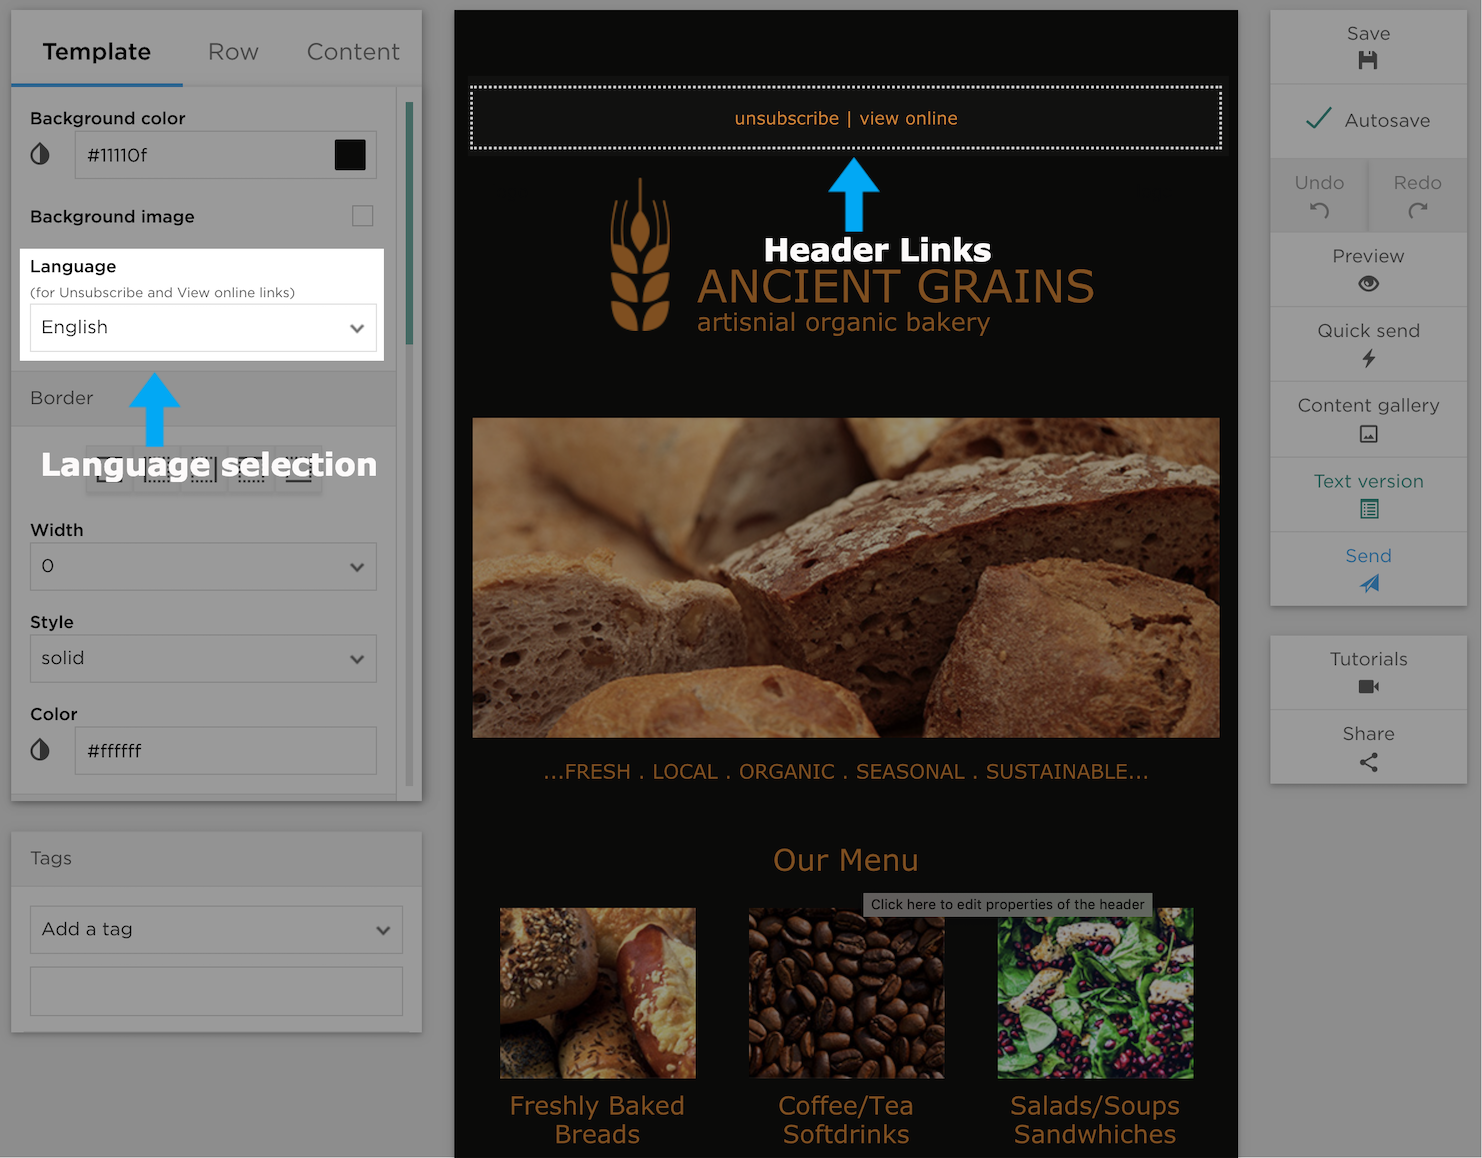 Template Row Content
Background color
#11110f
Background image
Language
(for Unsubscribe and View online links)
English
Border
Language selection
Width
0
Style
solid
Color
#ffffff
Tags
Add a tag
unsubscribe | view online
Header Links
ANCIENT GRAINS
artisnial organic bakery
...FRESH . LOCAL . ORGANIC . SEASONAL . SUSTAINABLE...
Our Menu
Click here to edit properties of the header
Freshly Baked
Breads
Coffee/Tea
Softdrinks
Salads/Soups
Sandwhiches
Save
Autosave
Undo Redo
Preview
Quick send
Content gallery
Text version
Send
Tutorials
Share